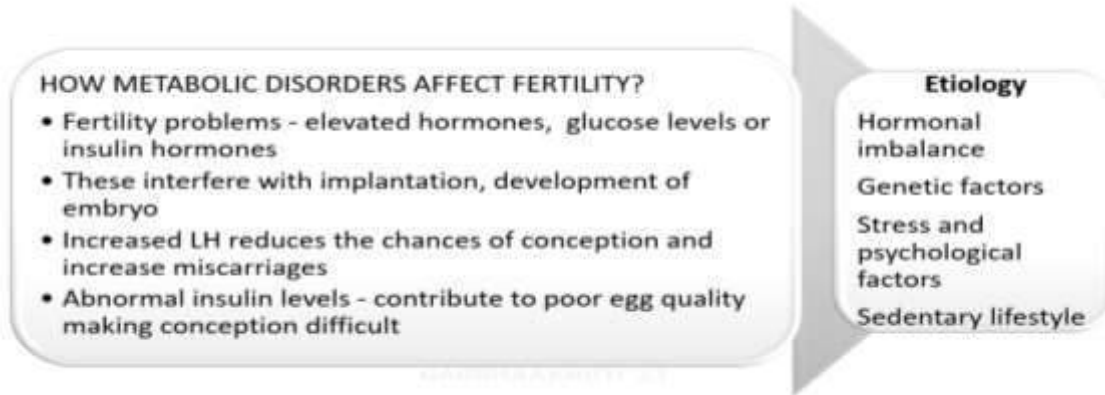 HOW METABOLIC DISORDERS AFFECT FERTILITY?
• Fertility problems - elevated hormones, glucose levels or
insulin hormones
• These interfere with implantation, development of
embryo
• Increased LH reduces the chances of conception and
increase miscarriages
• Abnormal insulin levels - contribute to poor egg quality
making conception difficult
Etiology
Hormonal
imbalance
Genetic factors
Stress and
psychological
factors
Sedentary lifestyle